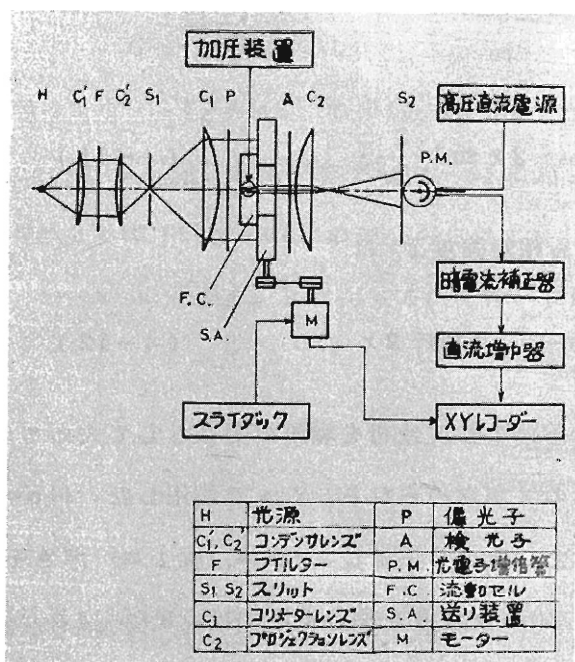 加圧装置
H C₁' F C₂' S₁ C₁ P A C₂ S₂
高圧直流電源
P.M.
暗電流補正器
F.C.
S.A.
M
直流増巾器
スライダック
XYレコーダー
H 光源 P 偏光子
C₁', C₂' コンデンサレンズ A 検光子
F フィルター P.M. 光電子増倍管
S₁ S₂ スリット F.C 流動セル
C₁ コリメーターレンズ S.A. 送り装置
C₂ プロジェクションレンズ M モーター